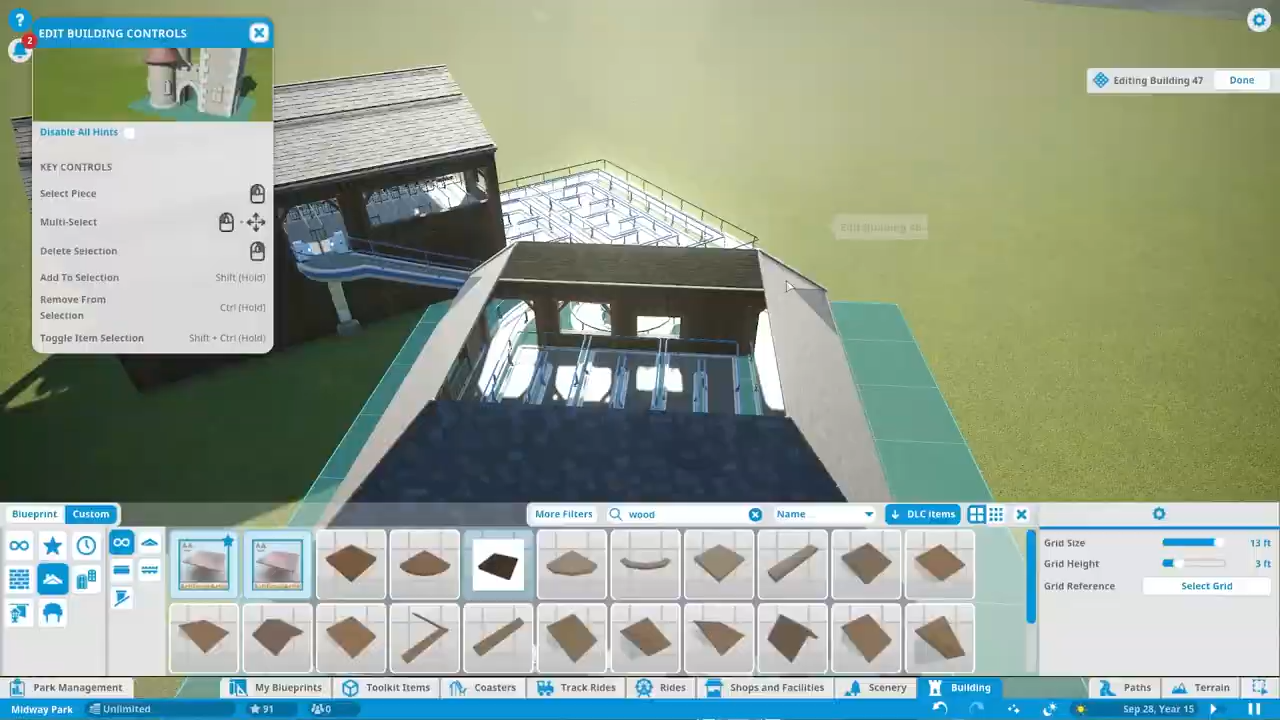 ?
2
EDIT BUILDING CONTROLS
Disable All Hints
KEY CONTROLS
Select Piece
Multi-Select
Delete Selection
Add To Selection Shift (Hold)
Remove From Selection Ctrl (Hold)
Toggle Item Selection Shift + Ctrl (Hold)
Editing Building 47 Done
Blueprint Custom More Filters wood Name... DLC Items
Grid Size 13 ft
Grid Height 3 ft
Grid Reference Select Grid
Park Management My Blueprints Toolkit Items Coasters Track Rides Rides Shops and Facilities Scenery Building Paths Terrain
Midway Park Unlimited 91 0 Sep 28, Year 15